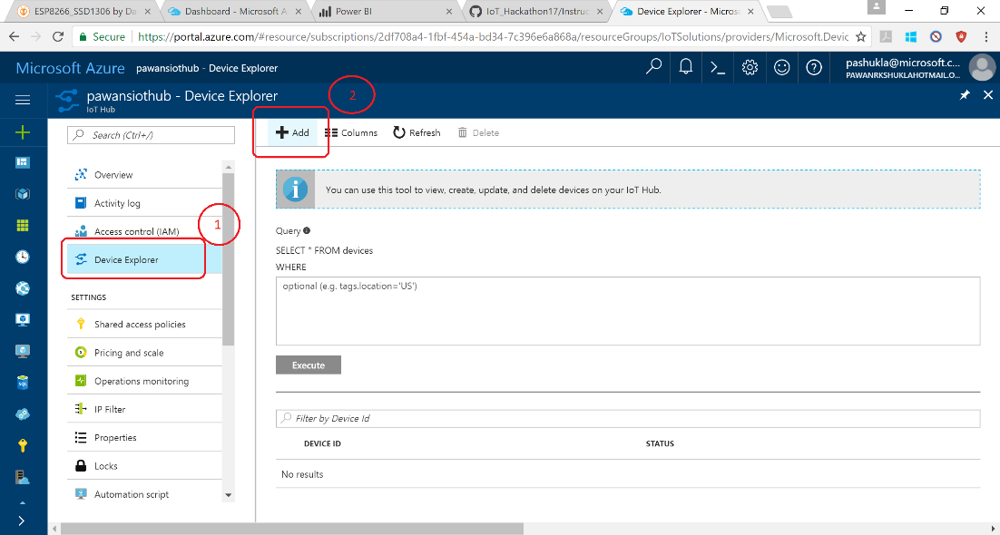 ESP8266_SSD1306 by Da
Dashboard - Microsoft A
Power BI
IoT_Hackathon17/Instruc
Device Explorer - Micros
Secure
https://portal.azure.com/#resource/subscriptions/2df708a4-1fbf-454a-bd34-7c396e6a868a/resourceGroups/IoTSolutions/providers/Microsoft.Devic
Microsoft Azure
pawansiothub - Device Explorer
pashukla@microsoft.c...
PAWANRKSHUKLAHOTMAIL.O...
pawansiothub - Device Explorer
IoT Hub
2
Search (Ctrl+/)
Add
Columns
Refresh
Delete
Overview
Activity log
Access control (IAM)
1
Device Explorer
SETTINGS
Shared access policies
Pricing and scale
Operations monitoring
IP Filter
Properties
Locks
Automation script
SQL
You can use this tool to view, create, update, and delete devices on your IoT Hub.
Query
SELECT * FROM devices
WHERE
optional (e.g. tags.location='US')
Execute
Filter by Device Id
DEVICE ID
STATUS
No results